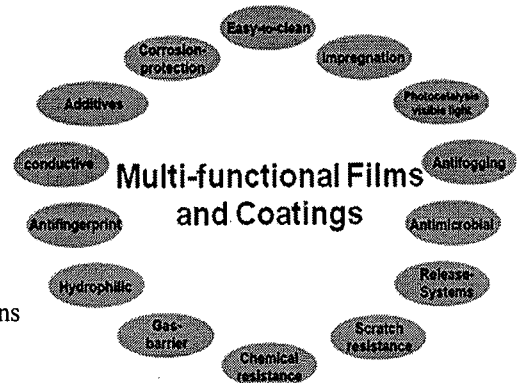 Easy-to-clean
Corrosion-
protection
Impregnation
Additives
Photocatalysis
visible light
conductive
Multi-functional Films
and Coatings
Antifogging
Antifingerprint
Antimicrobial
Hydrophilic
Release-
Systems
ns
Gas-
barrier
Scratch
resistance
Chemical
resistance